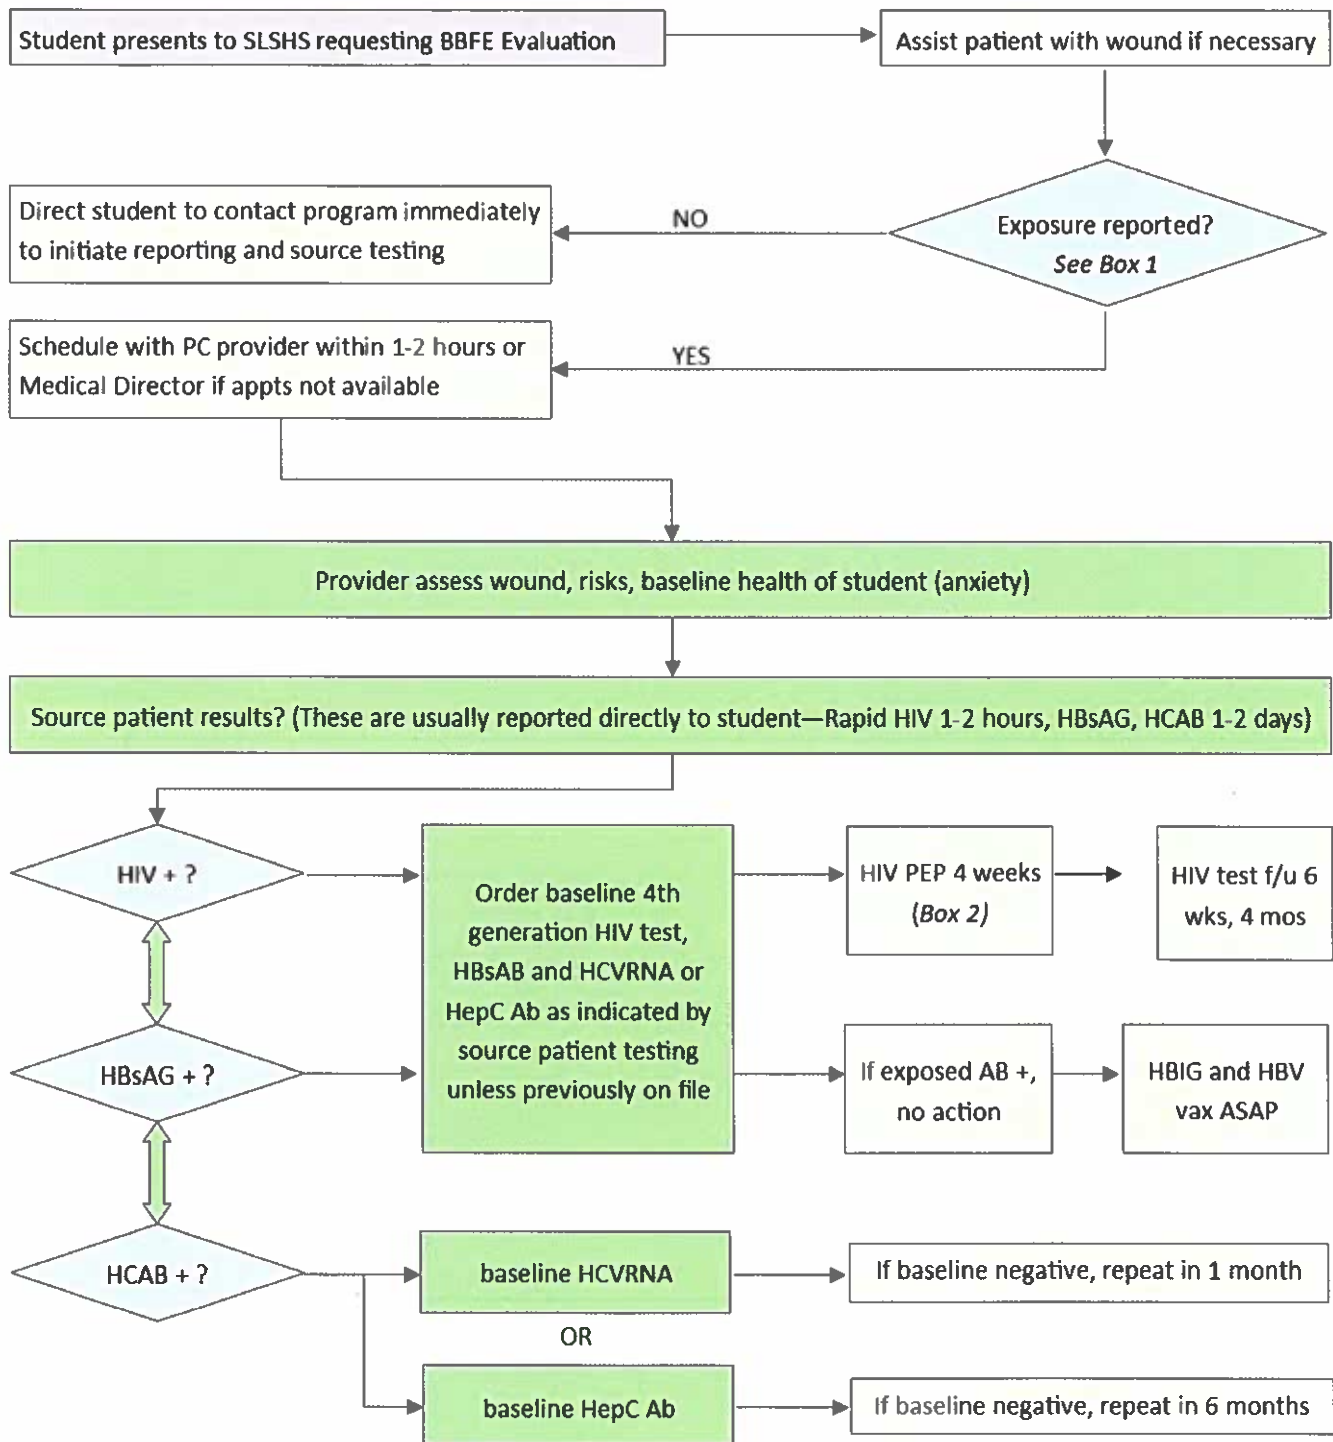 Student presents to SLSHS requesting BBFE Evaluation
Assist patient with wound if necessary
Exposure reported?
See Box 1
NO
Direct student to contact program immediately
to initiate reporting and source testing
YES
Schedule with PC provider within 1-2 hours or
Medical Director if appts not available
Provider assess wound, risks, baseline health of student (anxiety)
Source patient results? (These are usually reported directly to student—Rapid HIV 1-2 hours, HBsAG, HCAB 1-2 days)
HIV + ?
Order baseline 4th
generation HIV test,
HBsAB and HCVRNA or
HepC Ab as indicated by
source patient testing
unless previously on file
HIV PEP 4 weeks
(Box 2)
HIV test f/u 6
wks, 4 mos
HBsAG + ?
If exposed AB +,
no action
HBIG and HBV
vax ASAP
HCAB + ?
baseline HCVRNA
If baseline negative, repeat in 1 month
OR
baseline HepC Ab
If baseline negative, repeat in 6 months